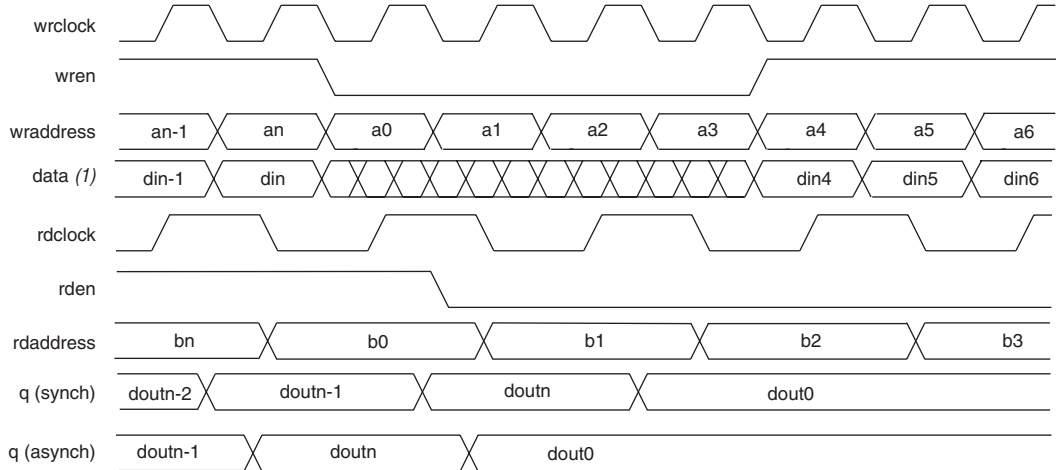 wrclock
wren
wraddress an-1 an a0 a1 a2 a3 a4 a5 a6
data (1) din-1 din din4 din5 din6
rdclock
rden
rdaddress bn b0 b1 b2 b3
q (synch) doutn-2 doutn-1 doutn dout0
q (asynch) doutn-1 doutn dout0